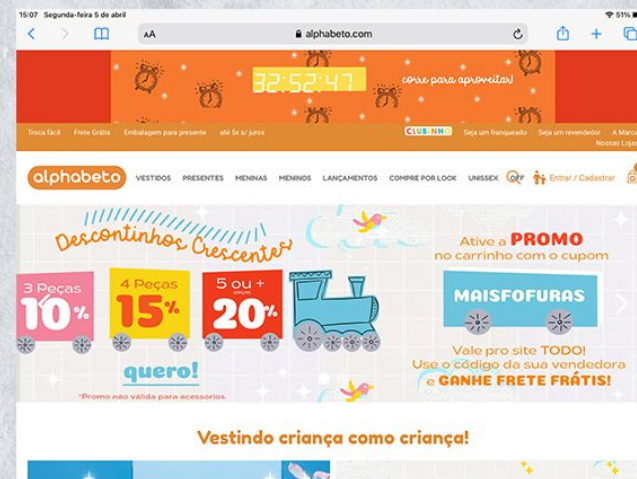 15:07 Segunda-feira 5 de abril
51%
AA alphabeto.com
32:52:47 corre para aproveitar!
Troca fácil Frete Grátis Embalagem para presente até 5x s/ juros CLUBINHO Seja um franqueado Seja um revendedor A Marca
Nossas Lojas
alphabeto VESTIDOS PRESENTES MENINAS MENINOS LANÇAMENTOS COMPRE POR LOOK UNISSEX OFF Entrar / Cadastrar
Descontinhos Crescentes
3 Peças
10%
4 Peças
15%
5 ou +
peças
20%
quero!
*Promo não válida para acessórios.
Ative a PROMO
no carrinho com o cupom
MAISFOFURAS
Vale pro site TODO!
Use o código da sua vendedora
e GANHE FRETE FRÁTIS!
Vestindo criança como criança!